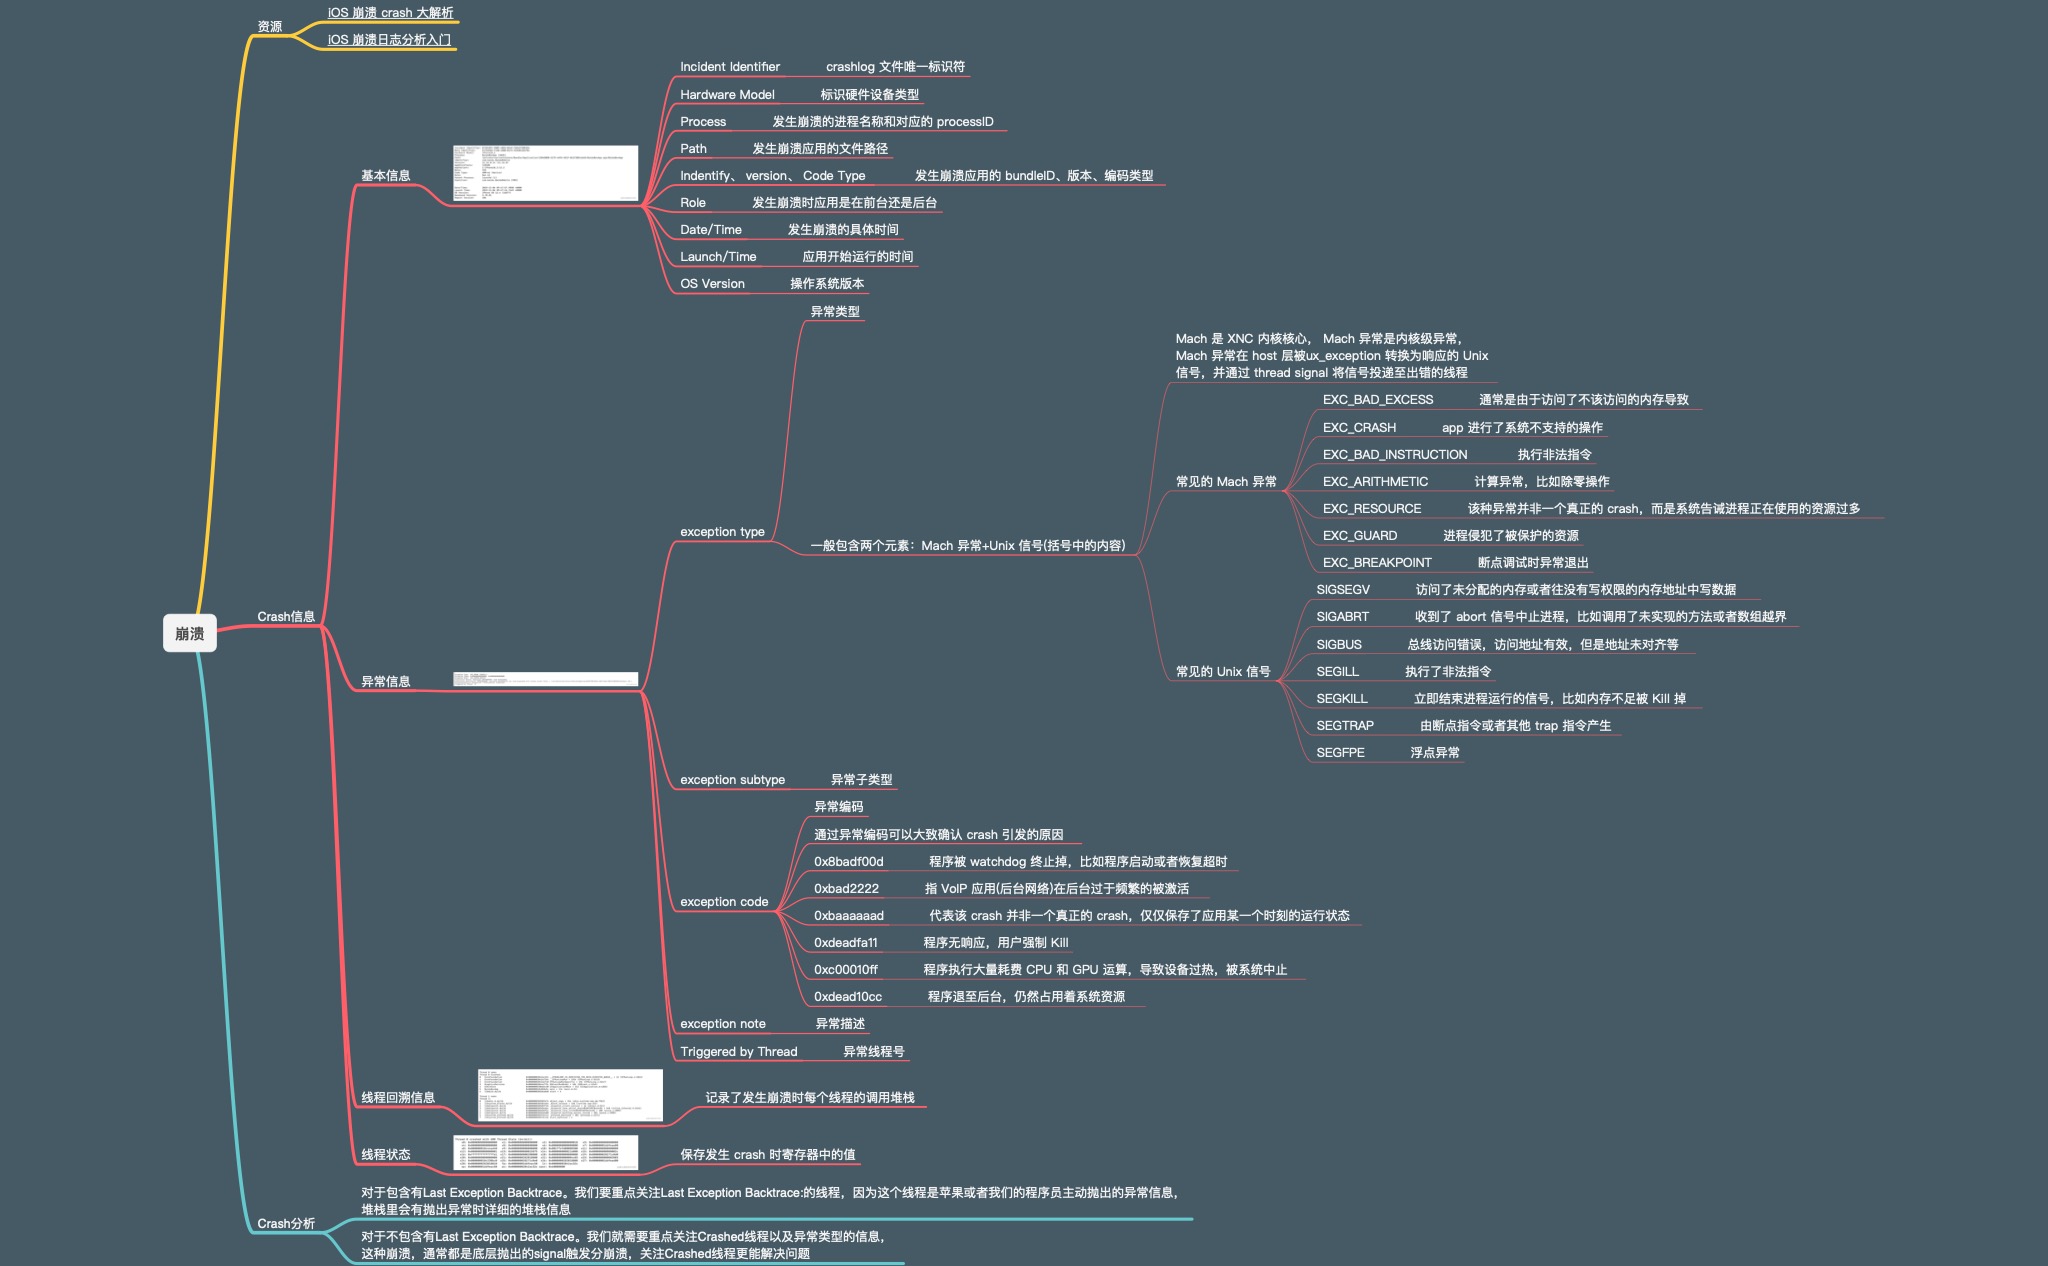 iOS 崩溃 crash 大解析
资源
iOS 崩溃日志分析入门
Incident Identifier crashlog 文件唯一标识符
Hardware Model 标识硬件设备类型
Process 发生崩溃的进程名称和对应的 processID
Path 发生崩溃应用的文件路径
基本信息
Indentify、 version、 Code Type 发生崩溃应用的 bundleID、版本、编码类型
Role 发生崩溃时应用是在前台还是后台
Date/Time 发生崩溃的具体时间
Launch/Time 应用开始运行的时间
OS Version 操作系统版本
异常类型
Mach 是 XNC 内核核心， Mach 异常是内核级异常，
Mach 异常在 host 层被ux_exception 转换为响应的 Unix
信号，并通过 thread signal 将信号投递至出错的线程
EXC_BAD_EXCESS 通常是由于访问了不该访问的内存导致
EXC_CRASH app 进行了系统不支持的操作
EXC_BAD_INSTRUCTION 执行非法指令
常见的 Mach 异常
EXC_ARITHMETIC 计算异常，比如除零操作
EXC_RESOURCE 该种异常并非一个真正的 crash，而是系统告诫进程正在使用的资源过多
exception type
EXC_GUARD 进程侵犯了被保护的资源
一般包含两个元素：Mach 异常+Unix 信号(括号中的内容)
EXC_BREAKPOINT 断点调试时异常退出
SIGSEGV 访问了未分配的内存或者往没有写权限的内存地址中写数据
Crash信息
SIGABRT 收到了 abort 信号中止进程，比如调用了未实现的方法或者数组越界
崩溃
SIGBUS 总线访问错误，访问地址有效，但是地址未对齐等
常见的 Unix 信号
SEGILL 执行了非法指令
异常信息
SEGKILL 立即结束进程运行的信号，比如内存不足被 Kill 掉
SEGTRAP 由断点指令或者其他 trap 指令产生
SEGFPE 浮点异常
exception subtype 异常子类型
异常编码
通过异常编码可以大致确认 crash 引发的原因
0x8badf00d 程序被 watchdog 终止掉，比如程序启动或者恢复超时
0xbad2222 指 VoIP 应用(后台网络)在后台过于频繁的被激活
exception code
0xbaaaaaad 代表该 crash 并非一个真正的 crash，仅仅保存了应用某一个时刻的运行状态
0xdeadfa11 程序无响应，用户强制 Kill
0xc00010ff 程序执行大量耗费 CPU 和 GPU 运算，导致设备过热，被系统中止
0xdead10cc 程序退至后台，仍然占用着系统资源
exception note 异常描述
Triggered by Thread 异常线程号
线程回溯信息 记录了发生崩溃时每个线程的调用堆栈
线程状态 保存发生 crash 时寄存器中的值
对于包含有Last Exception Backtrace。我们要重点关注Last Exception Backtrace:的线程，因为这个线程是苹果或者我们的程序员主动抛出的异常信息，
堆栈里会有抛出异常时详细的堆栈信息
Crash分析
对于不包含有Last Exception Backtrace。我们就需要重点关注Crashed线程以及异常类型的信息，
这种崩溃，通常都是底层抛出的signal触发分崩溃，关注Crashed线程更能解决问题